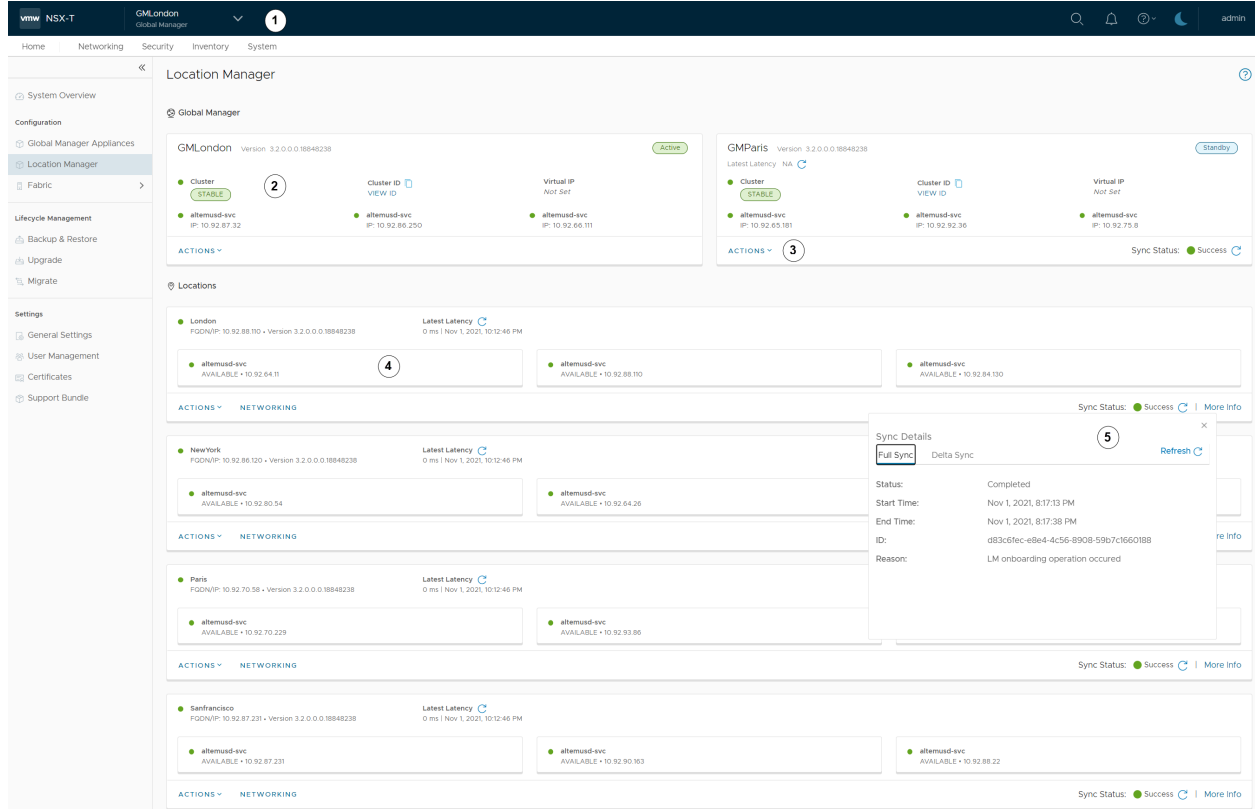 vmw NSX-T
GMLondon
Global Manager
1
admin
Home Networking Security Inventory System
System Overview
Configuration
Global Manager Appliances
Location Manager
Fabric
Lifecycle Management
Backup & Restore
Upgrade
Migrate
Settings
General Settings
User Management
Certificates
Support Bundle
Location Manager
Global Manager
GMLondon Version 3.2.0.0.0.18848238 Active
Cluster
STABLE
2
Cluster ID
VIEW ID
Virtual IP
Not Set
altemusd-svc
IP: 10.92.87.32
altemusd-svc
IP: 10.92.86.250
altemusd-svc
IP: 10.92.66.111
ACTIONS
GMParis Version 3.2.0.0.0.18848238 Standby
Latest Latency NA
Cluster
STABLE
Cluster ID
VIEW ID
Virtual IP
Not Set
altemusd-svc
IP: 10.92.65.181
altemusd-svc
IP: 10.92.92.36
altemusd-svc
IP: 10.92.75.8
ACTIONS 3 Sync Status: Success
Locations
London
FQDN/IP: 10.92.88.110 • Version 3.2.0.0.0.18848238
Latest Latency
0 ms | Nov 1, 2021, 10:12:46 PM
altemusd-svc
AVAILABLE • 10.92.64.11
4
altemusd-svc
AVAILABLE • 10.92.88.110
altemusd-svc
AVAILABLE • 10.92.84.130
ACTIONS NETWORKING Sync Status: Success | More Info
NewYork
FQDN/IP: 10.92.86.120 • Version 3.2.0.0.0.18848238
Latest Latency
0 ms | Nov 1, 2021, 10:12:46 PM
altemusd-svc
AVAILABLE • 10.92.80.54
altemusd-svc
AVAILABLE • 10.92.64.26
ACTIONS NETWORKING re Info
Sync Details
5
Full Sync Delta Sync Refresh
Status: Completed
Start Time: Nov 1, 2021, 8:17:13 PM
End Time: Nov 1, 2021, 8:17:38 PM
ID: d83c6fec-e8e4-4c56-8908-59b7c1660188
Reason: LM onboarding operation occured
Paris
FQDN/IP: 10.92.70.58 • Version 3.2.0.0.0.18848238
Latest Latency
0 ms | Nov 1, 2021, 10:12:46 PM
altemusd-svc
AVAILABLE • 10.92.70.229
altemusd-svc
AVAILABLE • 10.92.93.86
ACTIONS NETWORKING Sync Status: Success | More Info
Sanfrancisco
FQDN/IP: 10.92.87.231 • Version 3.2.0.0.0.18848238
Latest Latency
0 ms | Nov 1, 2021, 10:12:46 PM
altemusd-svc
AVAILABLE • 10.92.87.231
altemusd-svc
AVAILABLE • 10.92.90.163
altemusd-svc
AVAILABLE • 10.92.88.22
ACTIONS NETWORKING Sync Status: Success | More Info